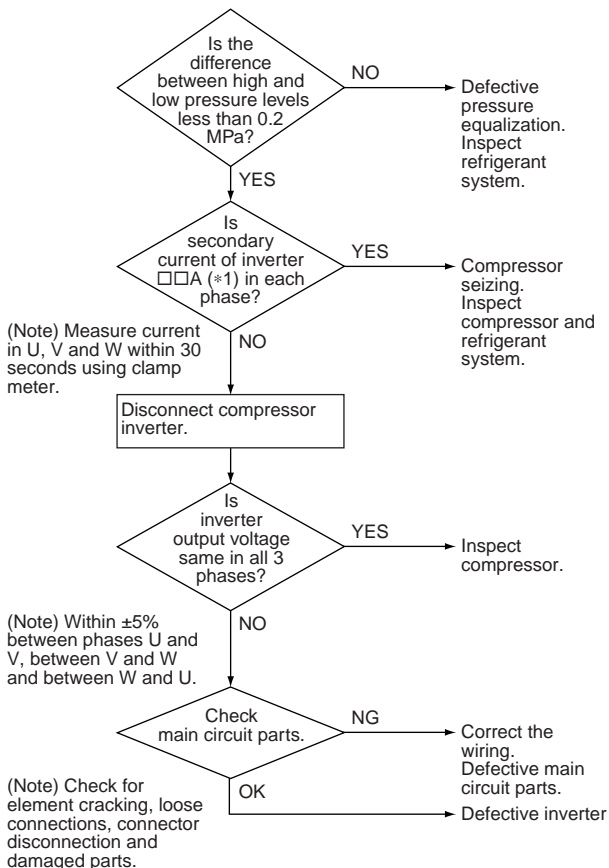 Is the
difference
between high and
low pressure levels
less than 0.2
MPa?
NO
Defective
pressure
equalization.
Inspect
refrigerant
system.
YES
Is
secondary
current of inverter
□□A (*1) in each
phase?
YES
Compressor
seizing.
Inspect
compressor and
refrigerant
system.
(Note) Measure current
in U, V and W within 30
seconds using clamp
meter.
NO
Disconnect compressor
inverter.
Is
inverter
output voltage
same in all 3
phases?
YES
Inspect
compressor.
(Note) Within ±5%
between phases U and
V, between V and W
and between W and U.
NO
Check
main circuit parts.
NG
Correct the
wiring.
Defective main
circuit parts.
(Note) Check for
element cracking, loose
connections, connector
disconnection and
damaged parts.
OK
Defective inverter